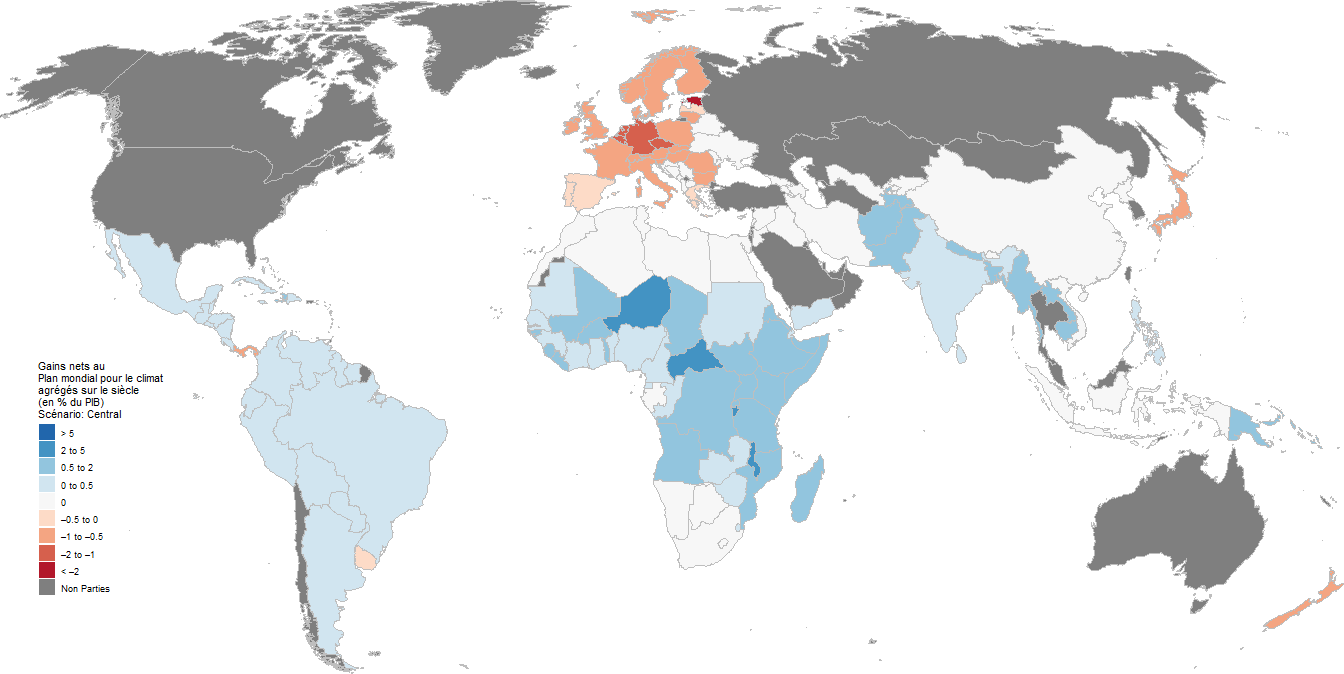 Gains nets au
Plan mondial pour le climat
agrégés sur le siècle
(en % du PIB)
Scénario: Central
> 5
2 to 5
0.5 to 2
0 to 0.5
0
–0.5 to 0
–1 to –0.5
–2 to –1
< –2
Non Parties